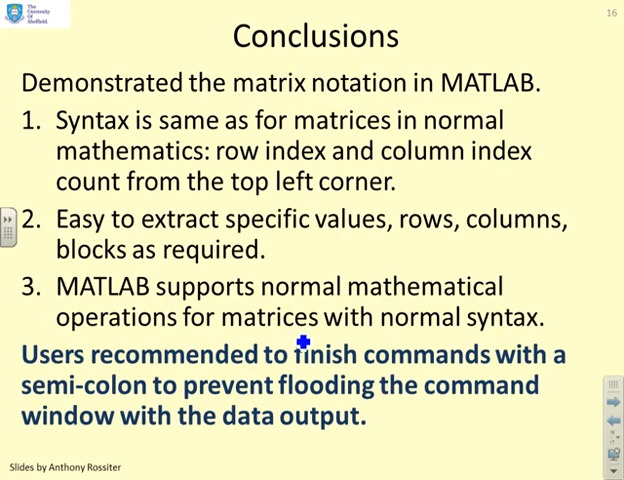 The
University
Of
Sheffield.
16
Conclusions
Demonstrated the matrix notation in MATLAB.
1. Syntax is same as for matrices in normal
mathematics: row index and column index
count from the top left corner.
2. Easy to extract specific values, rows, columns,
blocks as required.
3. MATLAB supports normal mathematical
operations for matrices with normal syntax.
Users recommended to finish commands with a
semi-colon to prevent flooding the command
window with the data output.
Slides by Anthony Rossiter